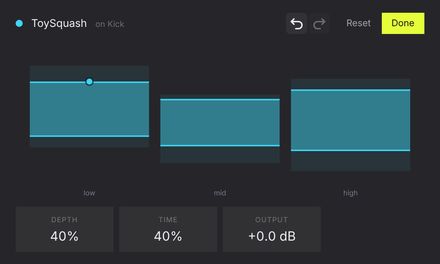 ToySquash on Kick Reset Done
low mid high
DEPTH TIME OUTPUT
40% 40% +0.0 dB